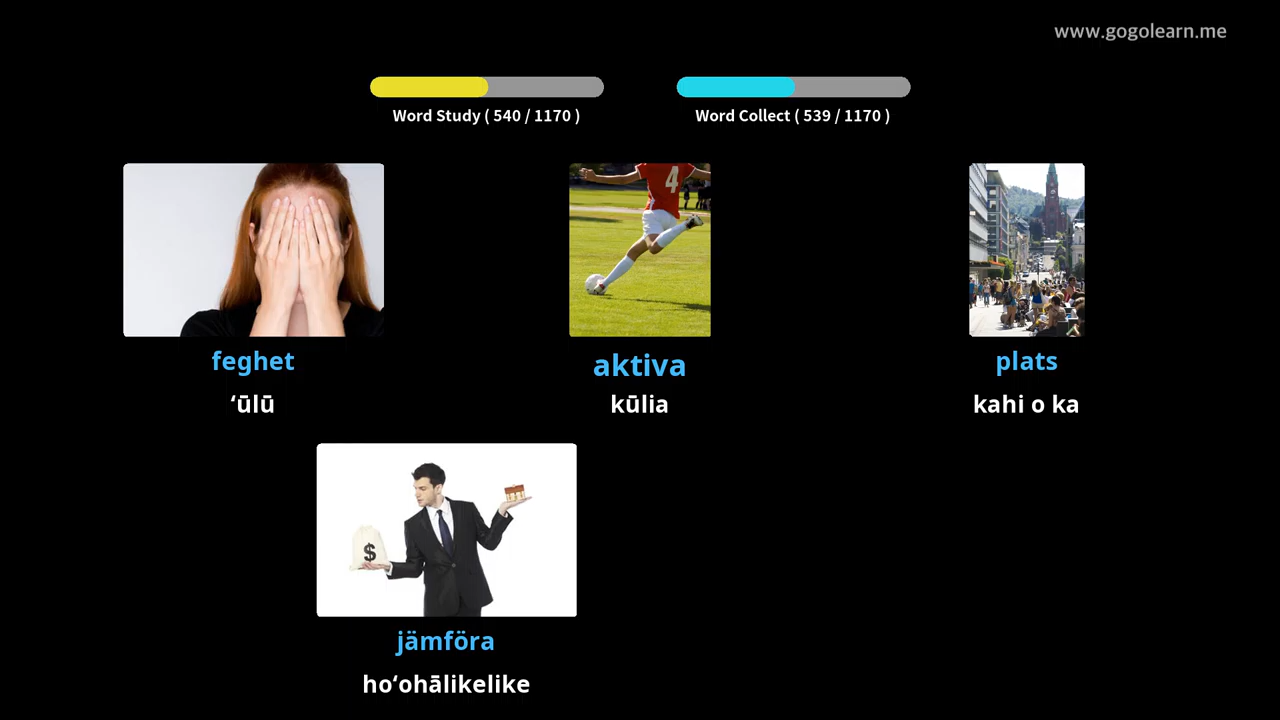 www.gogolearn.me
Word Study ( 540 / 1170 )
Word Collect ( 539 / 1170 )
4
feghet
aktiva
plats
ʻūlū
kūlia
kahi o ka
$
jämföra
hoʻohālikelike